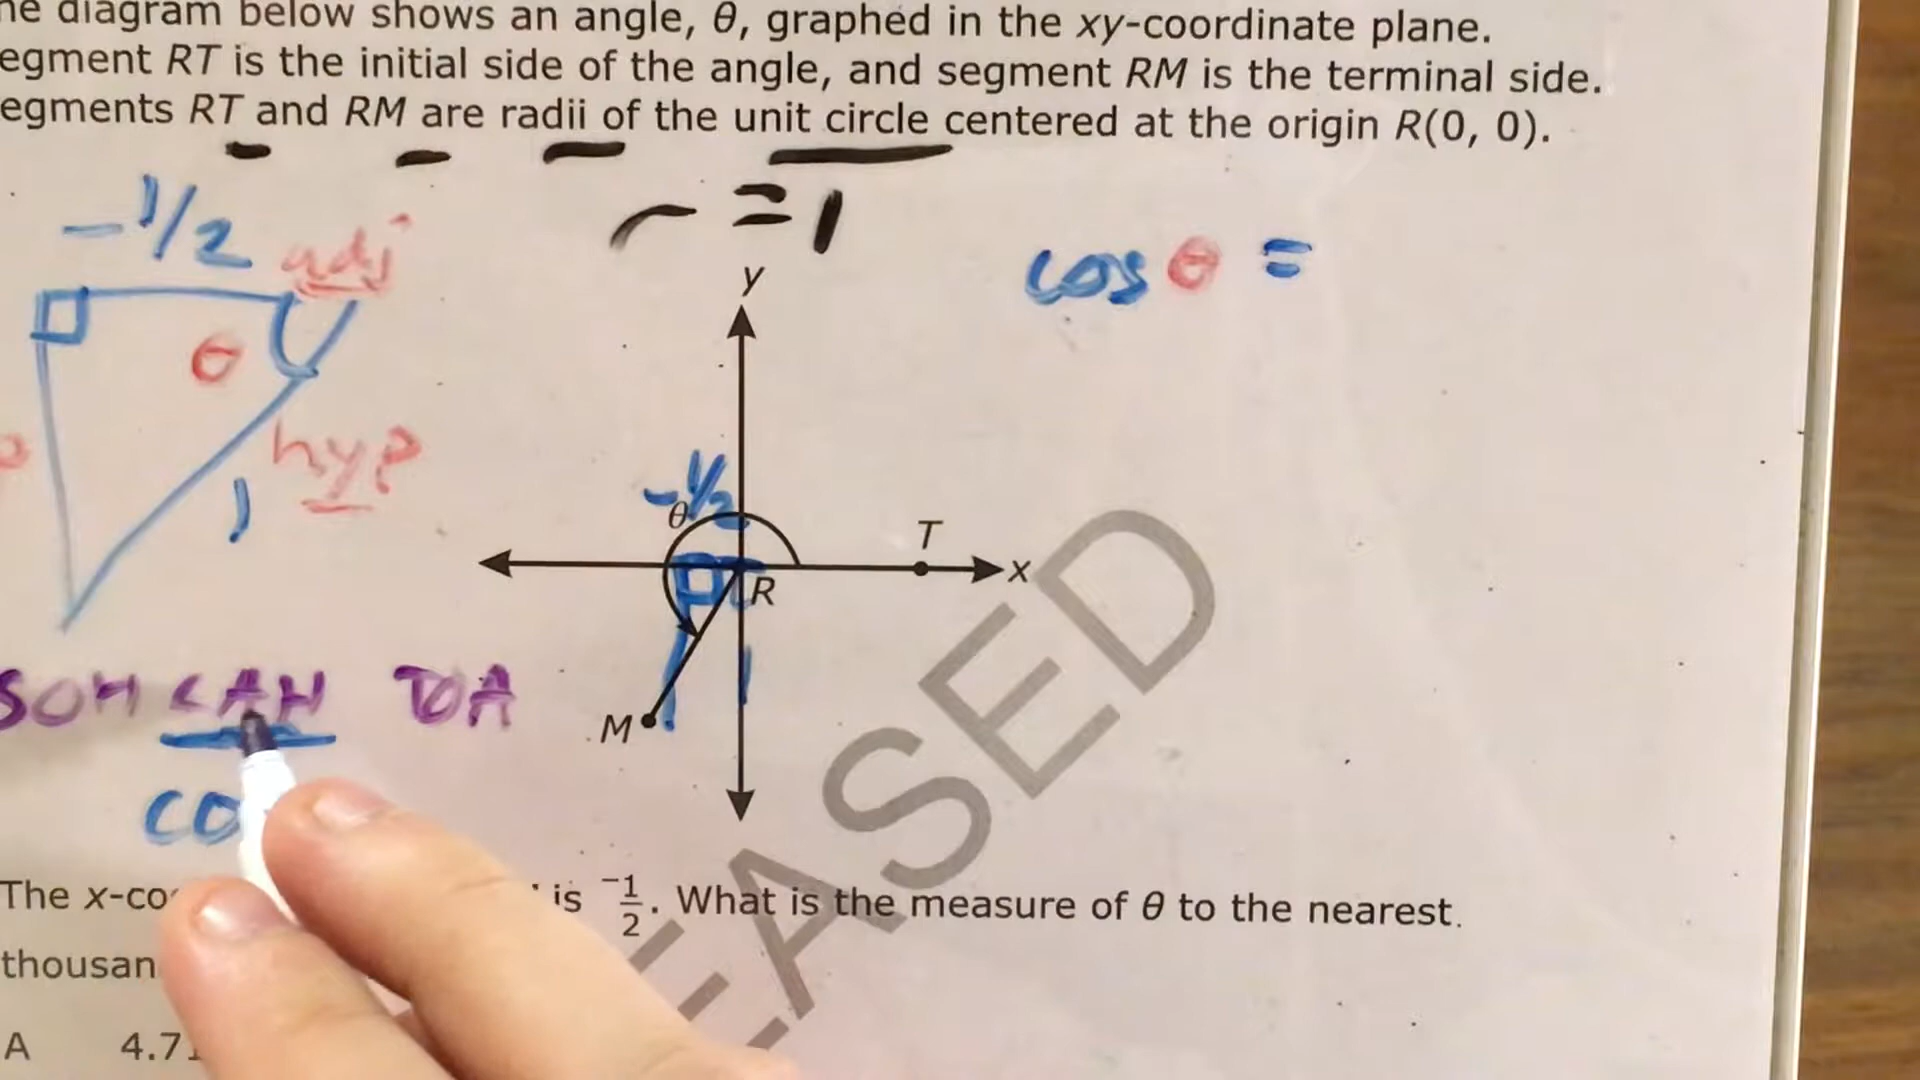 he diagram below shows an angle, θ, graphed in the xy-coordinate plane.
egment RT is the initial side of the angle, and segment RM is the terminal side.
egments RT and RM are radii of the unit circle centered at the origin R(0, 0).
-1/2 adj
r = 1
cos θ =
y
θ
hyp
1
-1/2
θ
T
x
R
M
SOH CAH TOA
co
The x-co is -1/2. What is the measure of θ to the nearest
thousan
A 4.71
EASED